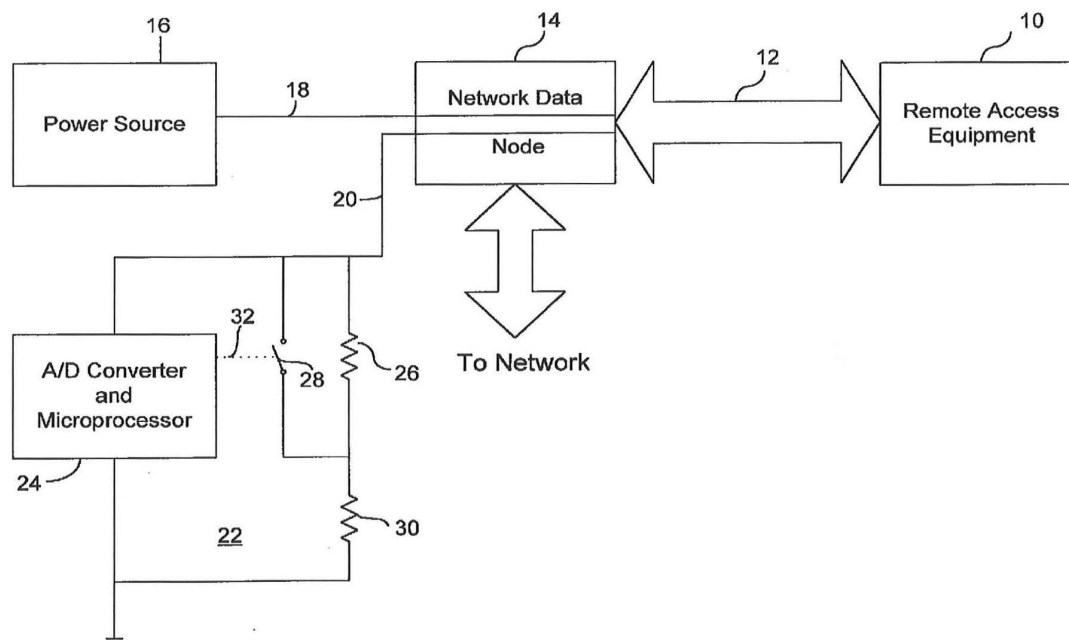 16
14
10
12
18
Power Source
Network Data
Node
Remote Access
Equipment
20
32
28
26
To Network
A/D Converter
and
Microprocessor
24
22
30